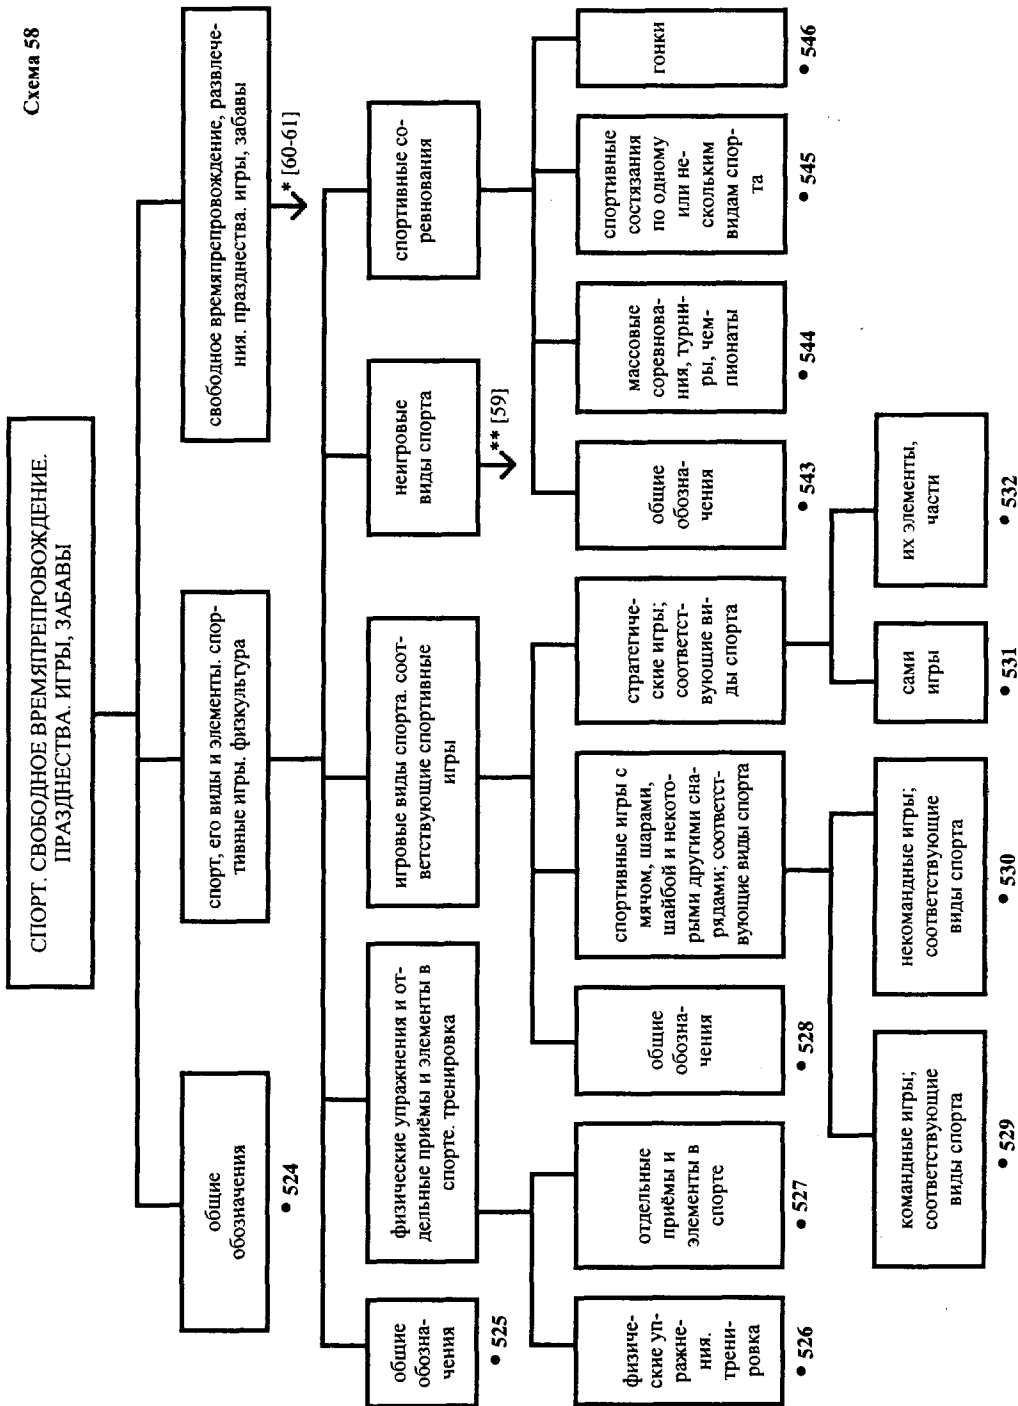 Схема 58
СПОРТ. СВОБОДНОЕ ВРЕМЯПРЕПРОВОЖДЕНИЕ.
ПРАЗДНЕСТВА. ИГРЫ, ЗАБАВЫ
общие
обозначения
• 524
спорт, его виды и элементы. спор-
тивные игры. физкультура
свободное времяпрепровождение, развлече-
ния. празднества. игры, забавы
* [60-61]
общие
обозна-
чения
• 525
физические упражнения и от-
дельные приёмы и элементы в
спорте. тренировка
игровые виды спорта. соот-
ветствующие спортивные
игры
неигровые
виды спорта
** [59]
спортивные со-
ревнования
физиче-
ские уп-
ражне-
ния.
трени-
ровка
• 526
отдельные
приёмы и
элементы в
спорте
• 527
общие
обозна-
чения
• 528
спортивные игры с
мячом, шарами,
шайбой и некото-
рыми другими сна-
рядами; соответст-
вующие виды спорта
стратегиче-
ские игры;
соответст-
вующие ви-
ды спорта
общие
обозна-
чения
• 543
массовые
соревнова-
ния, турни-
ры, чем-
пионаты
• 544
спортивные
состязания
по одному
или не-
скольким
видам спор-
та
• 545
гонки
• 546
командные игры;
соответствующие
виды спорта
• 529
некомандные игры;
соответствующие
виды спорта
• 530
сами
игры
• 531
их элементы,
части
• 532